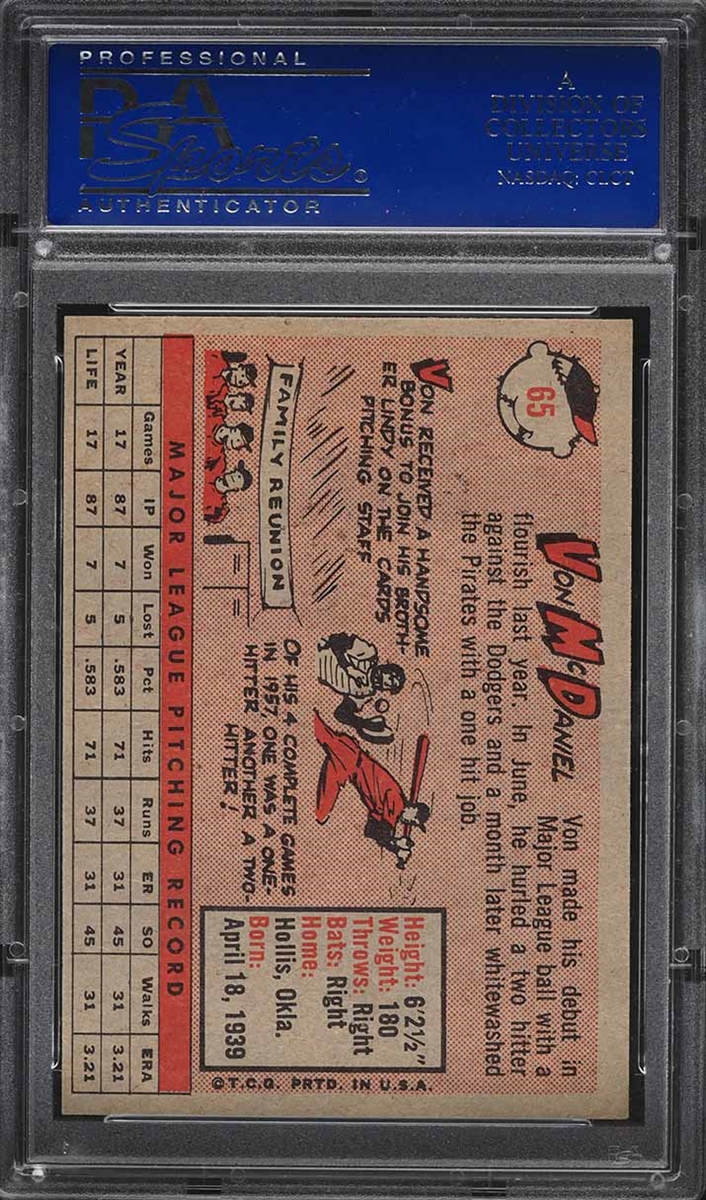 PROFESSIONAL
PSA
Sports®
AUTHENTICATOR
A
DIVISION OF
COLLECTORS
UNIVERSE
NASDAQ: CLCT
65
VON MCDANIEL
Von made his debut in
Major League ball with a
flourish last year. In June, he hurled a two hitter
against the Dodgers and a month later whitewashed
the Pirates with a one hit job.
VON RECEIVED A HANDSOME
BONUS TO JOIN HIS BROTH-
ER LINDY ON THE CARDS
PITCHING STAFF
FAMILY REUNION
OF HIS 4 COMPLETE GAMES
IN 1957, ONE WAS A ONE-
HITTER ANOTHER A TWO-
HITTER!
Height: 6'2½"
Weight: 180
Throws: Right
Bats: Right
Home:
Hollis, Okla.
Born:
April 18, 1939
©T.C.G. PRTD. IN U.S.A.
MAJOR LEAGUE PITCHING RECORD
Games IP Won Lost Pct Hits Runs ER SO Walks ERA
YEAR 17 87 7 5 .583 71 37 31 45 31 3.21
LIFE 17 87 7 5 .583 71 37 31 45 31 3.21
PSA